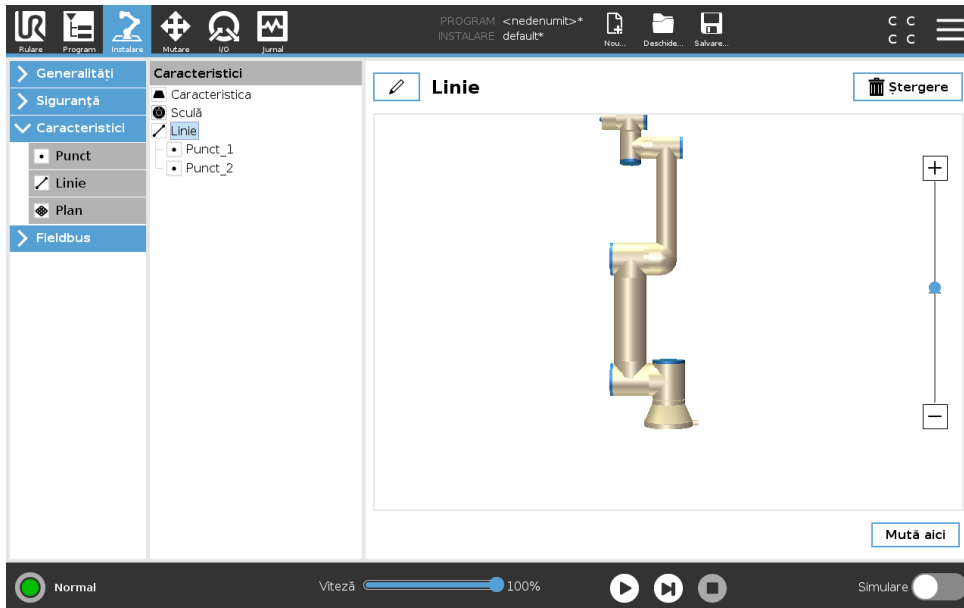 UR
Rulare
Program
Instalare
Mutare
I/O
Jurnal
PROGRAM <nedenumit>*
INSTALARE default*
Nou...
Deschide...
Salvare...
C C
C C
Generalități
Siguranță
Caracteristici
Punct
Linie
Plan
Fieldbus
Caracteristici
Caracteristica
Sculă
Linie
Punct_1
Punct_2
Linie
Ștergere
Mută aici
Normal
Viteză 100%
Simulare